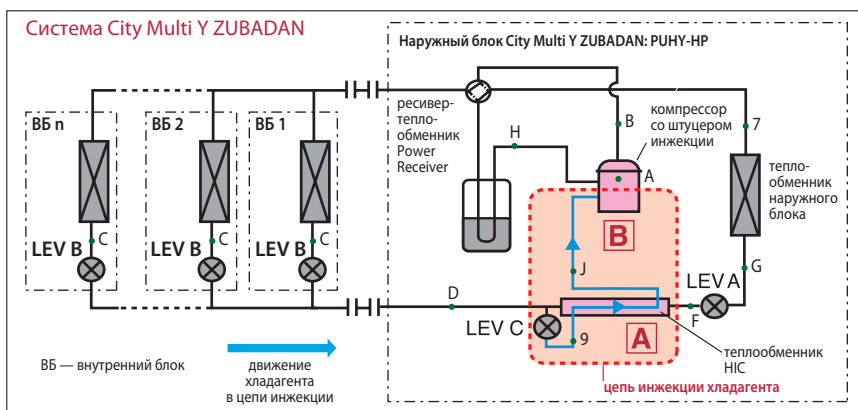 Система City Multi Y ZUBADAN
Наружный блок City Multi Y ZUBADAN: PUHY-HP
ВБ n
ВБ 2
ВБ 1
ресивер-
тепло-
обменник
Power
Receiver
H
B
компрессор
со штуцером
инжекции
A
7
тепло-
обменник
наружного
блока
C
C
C
LEV B
LEV B
LEV B
B
J
G
LEV A
D
F
LEV C
9
A
теплообменник
HIC
ВБ — внутренний блок
движение
хладагента
в цепи инжекции
цепь инжекции хладагента